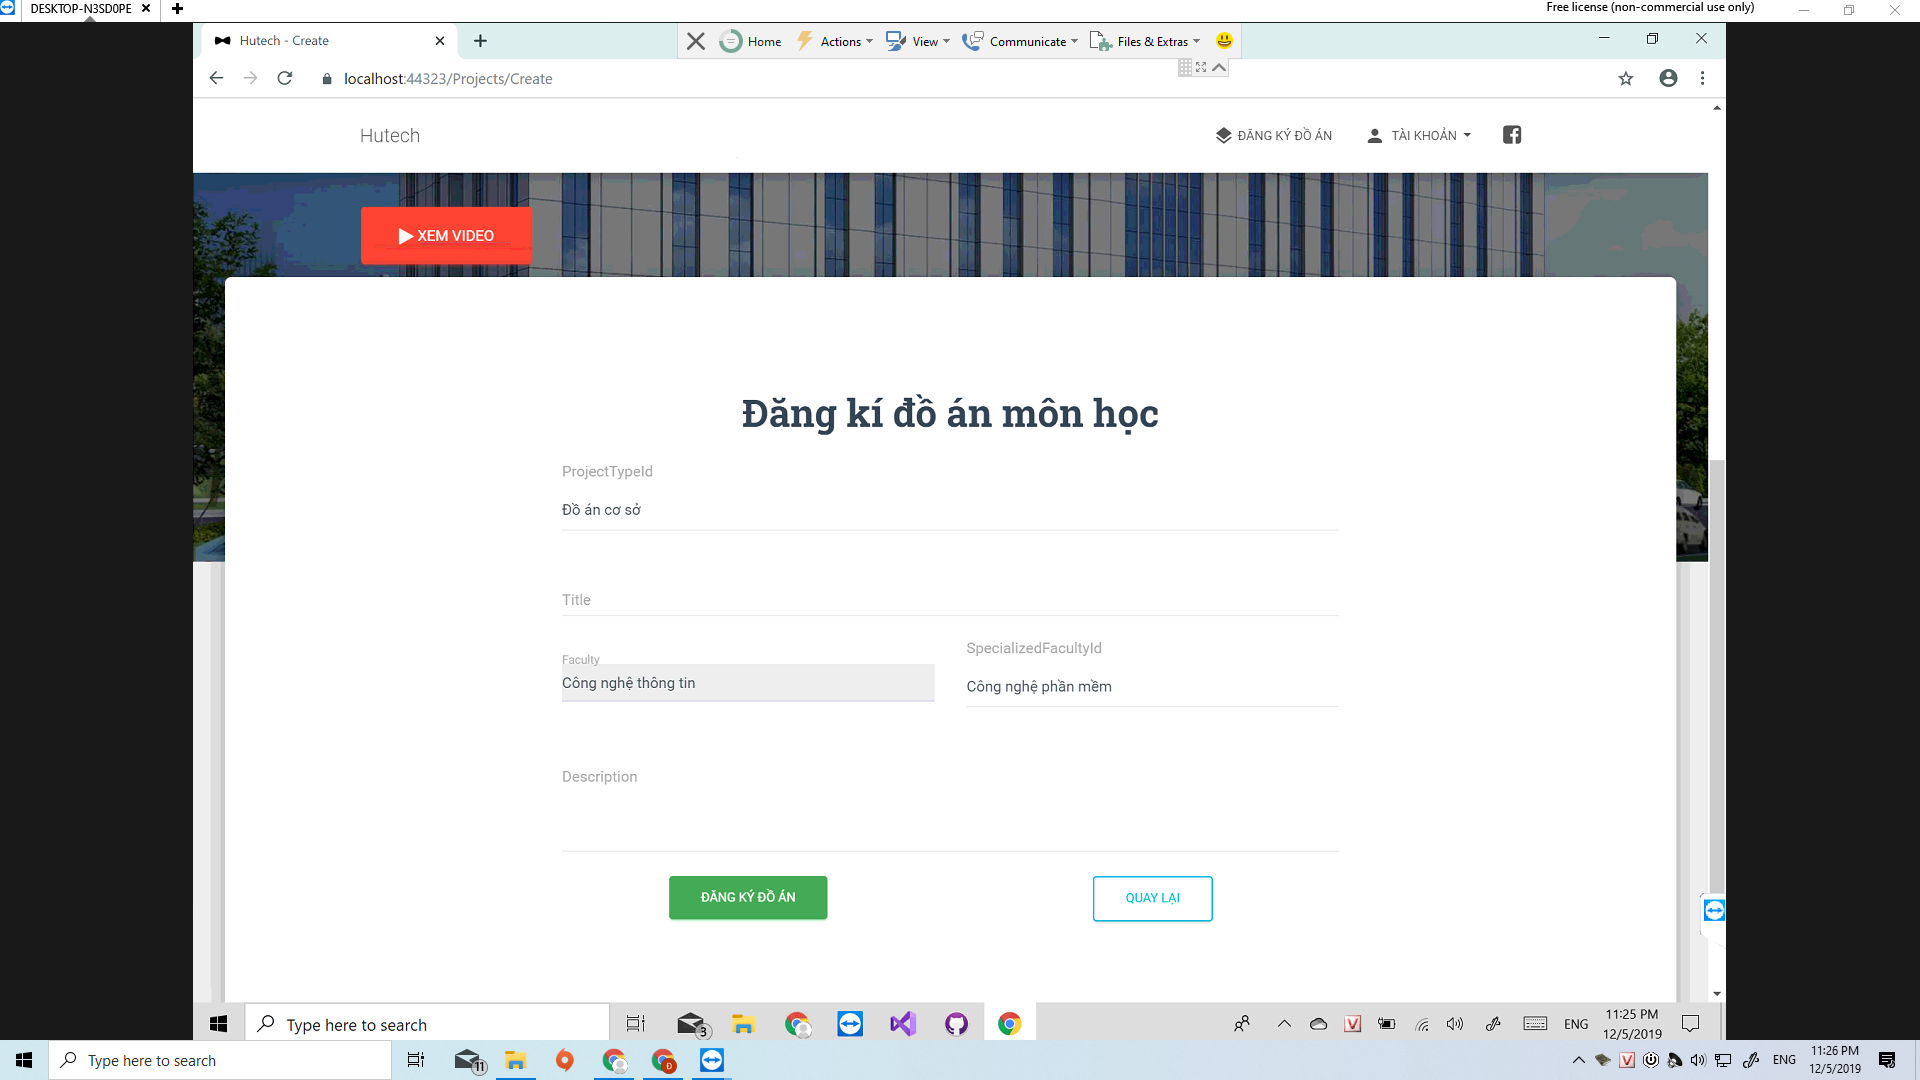 DESKTOP-N3SD0PE
Free license (non-commercial use only)
Hutech - Create
Home
Actions
View
Communicate
Files & Extras
localhost:44323/Projects/Create
Hutech
ĐĂNG KÝ ĐỒ ÁN
TÀI KHOẢN
XEM VIDEO
Đăng kí đồ án môn học
ProjectTypeId
Đồ án cơ sở
Title
Faculty
Công nghệ thông tin
SpecializedFacultyId
Công nghệ phần mềm
Description
ĐĂNG KÝ ĐỒ ÁN
QUAY LẠI
Type here to search
3
V
ENG
11:25 PM
12/5/2019
Type here to search
11
Đ
V
ENG
11:26 PM
12/5/2019